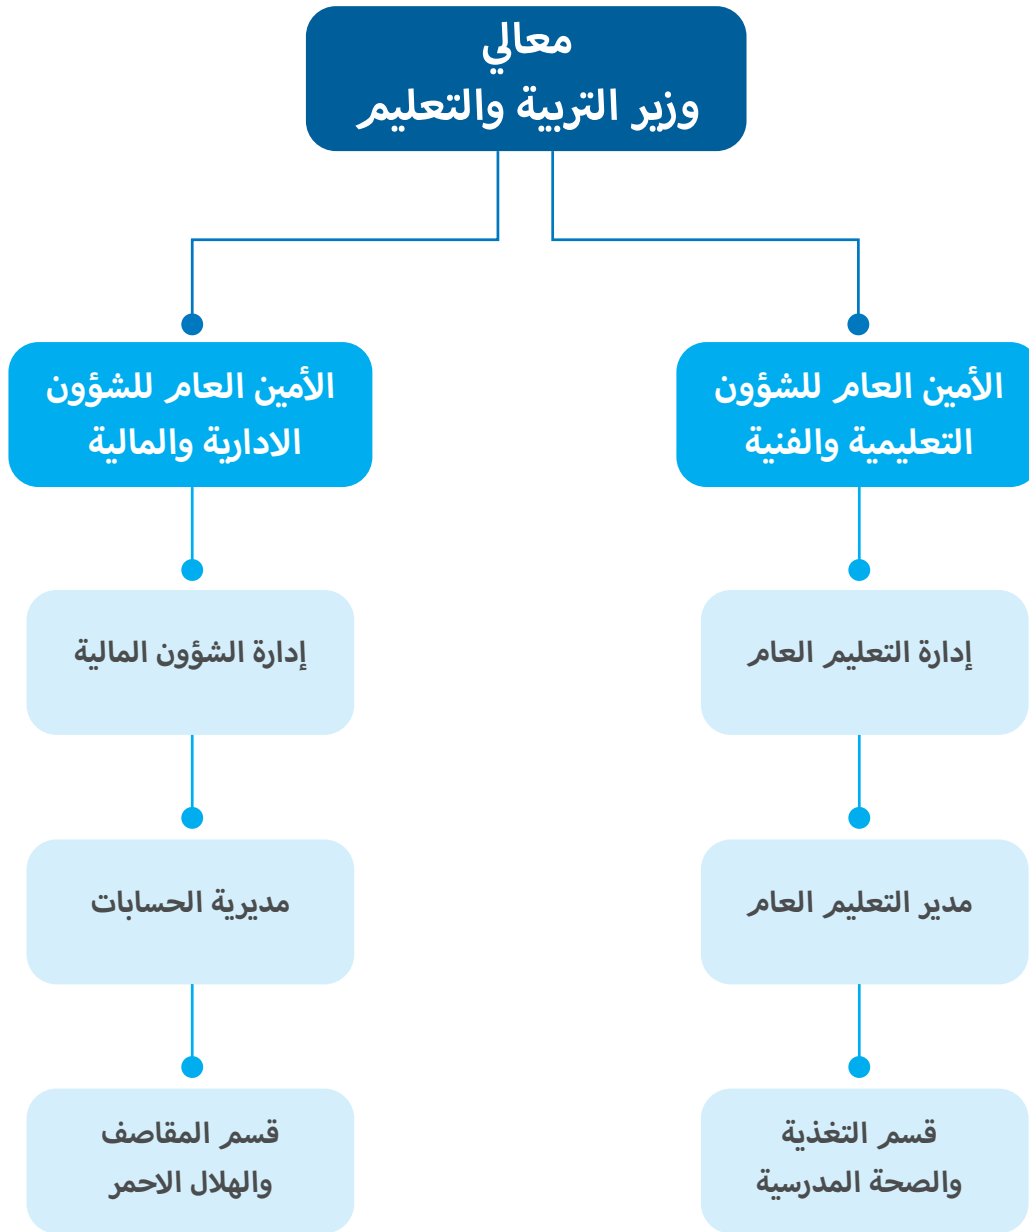 معالي
وزير التربية والتعليم
الأمين العام للشؤون
التعليمية والفنية
الأمين العام للشؤون
الادارية والمالية
إدارة التعليم العام
إدارة الشؤون المالية
مدير التعليم العام
مديرية الحسابات
قسم التغذية
والصحة المدرسية
قسم المقاصف
والهلال الاحمر